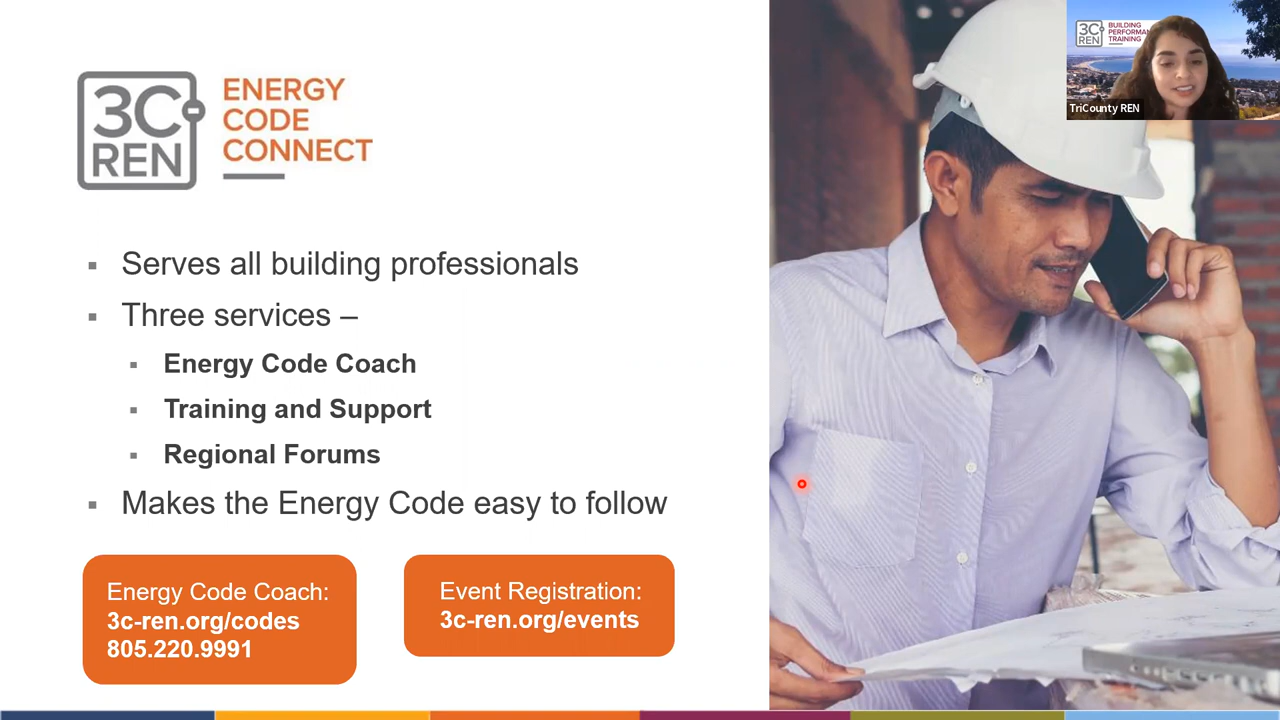 3C
REN
ENERGY
CODE
CONNECT
Serves all building professionals
Three services –
Energy Code Coach
Training and Support
Regional Forums
Makes the Energy Code easy to follow
Energy Code Coach:
3c-ren.org/codes
805.220.9991
Event Registration:
3c-ren.org/events
3C
REN
BUILDING
PERFORMA
TRAINING
TriCounty REN